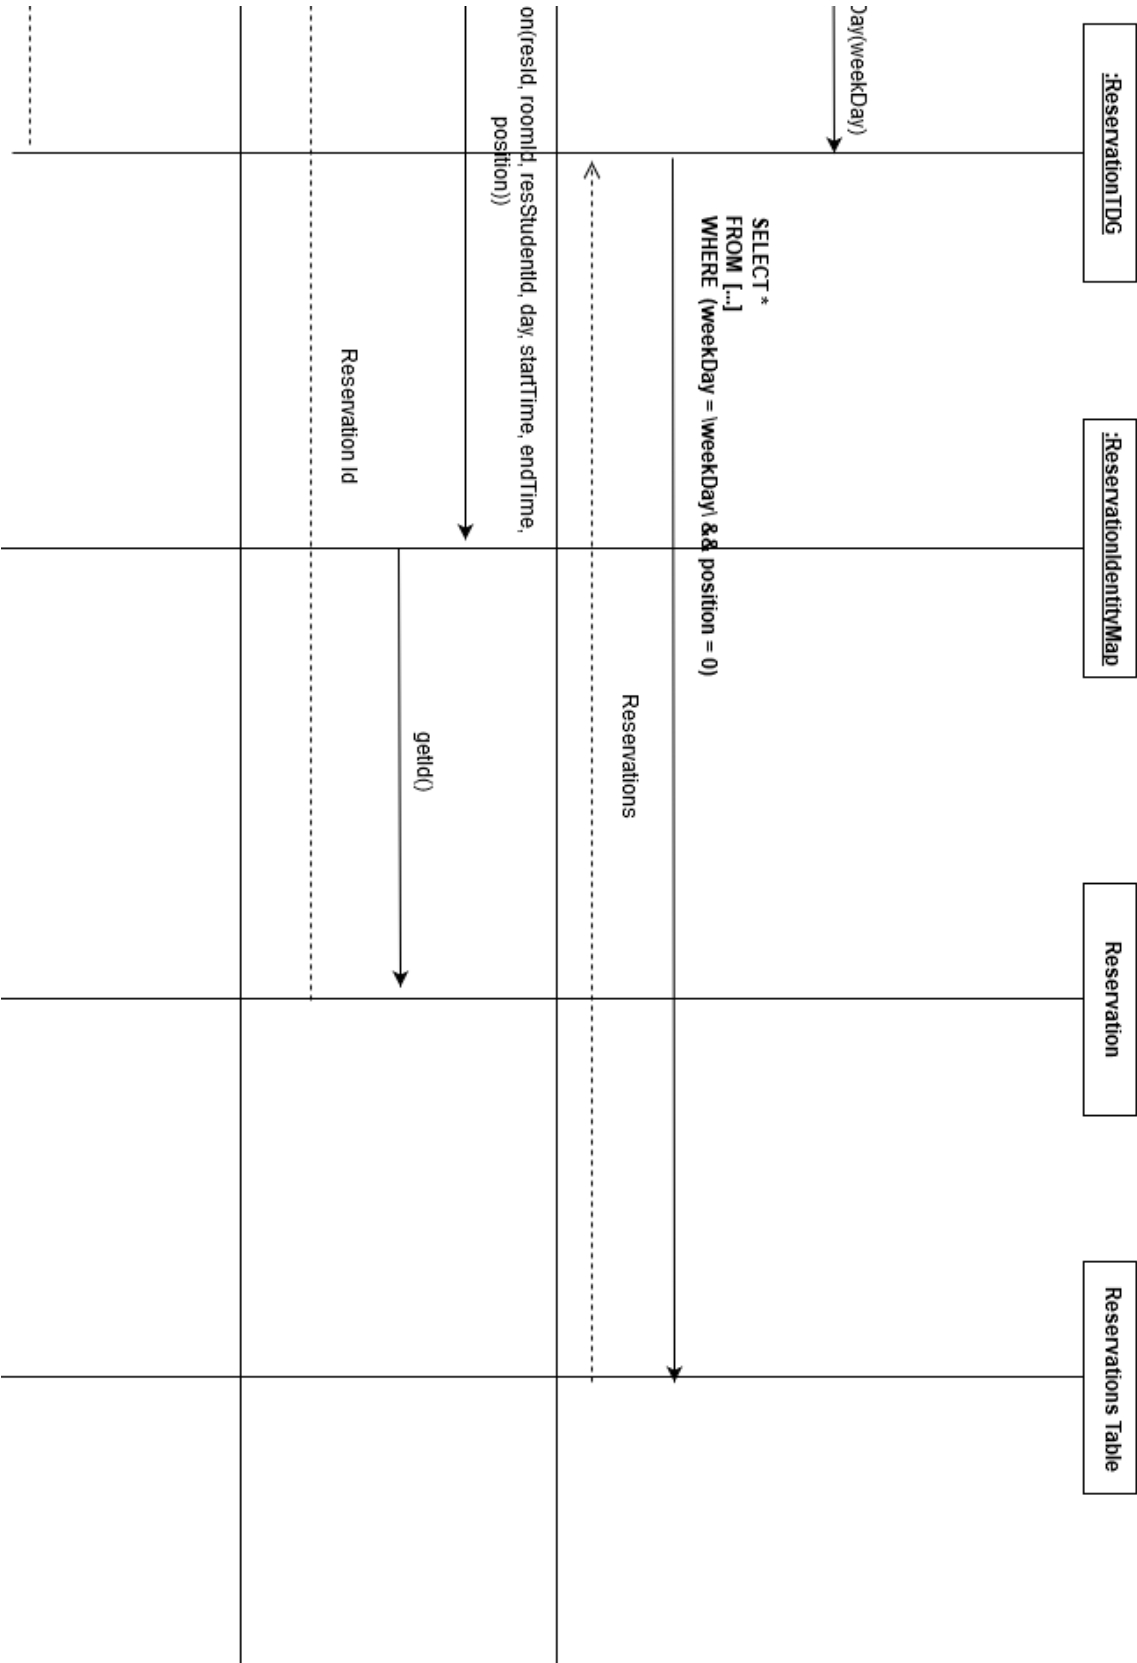 :ReservationTDG
:ReservationIdentityMap
Reservation
Reservations Table
Day(weekDay)
SELECT *
FROM [...]
WHERE (weekDay = \weekDay\ && position = 0)
Reservations
on(resId, roomId, resStudentId, day, startTime, endTime,
position))
getId()
Reservation Id